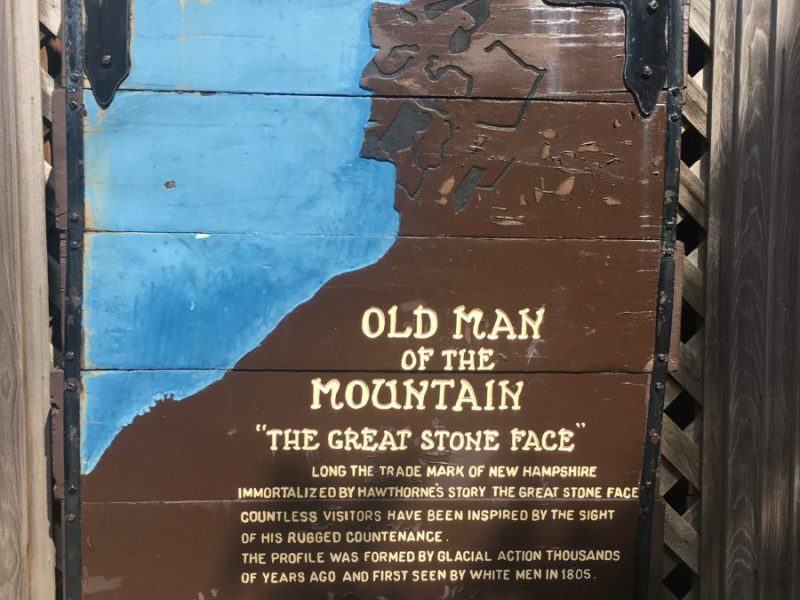 OLD MAN
OF THE
MOUNTAIN
"THE GREAT STONE FACE"
LONG THE TRADE MARK OF NEW HAMPSHIRE
IMMORTALIZED BY HAWTHORNE'S STORY THE GREAT STONE FACE
COUNTLESS VISITORS HAVE BEEN INSPIRED BY THE SIGHT
OF HIS RUGGED COUNTENANCE.
THE PROFILE WAS FORMED BY GLACIAL ACTION THOUSANDS
OF YEARS AGO AND FIRST SEEN BY WHITE MEN IN 1805.